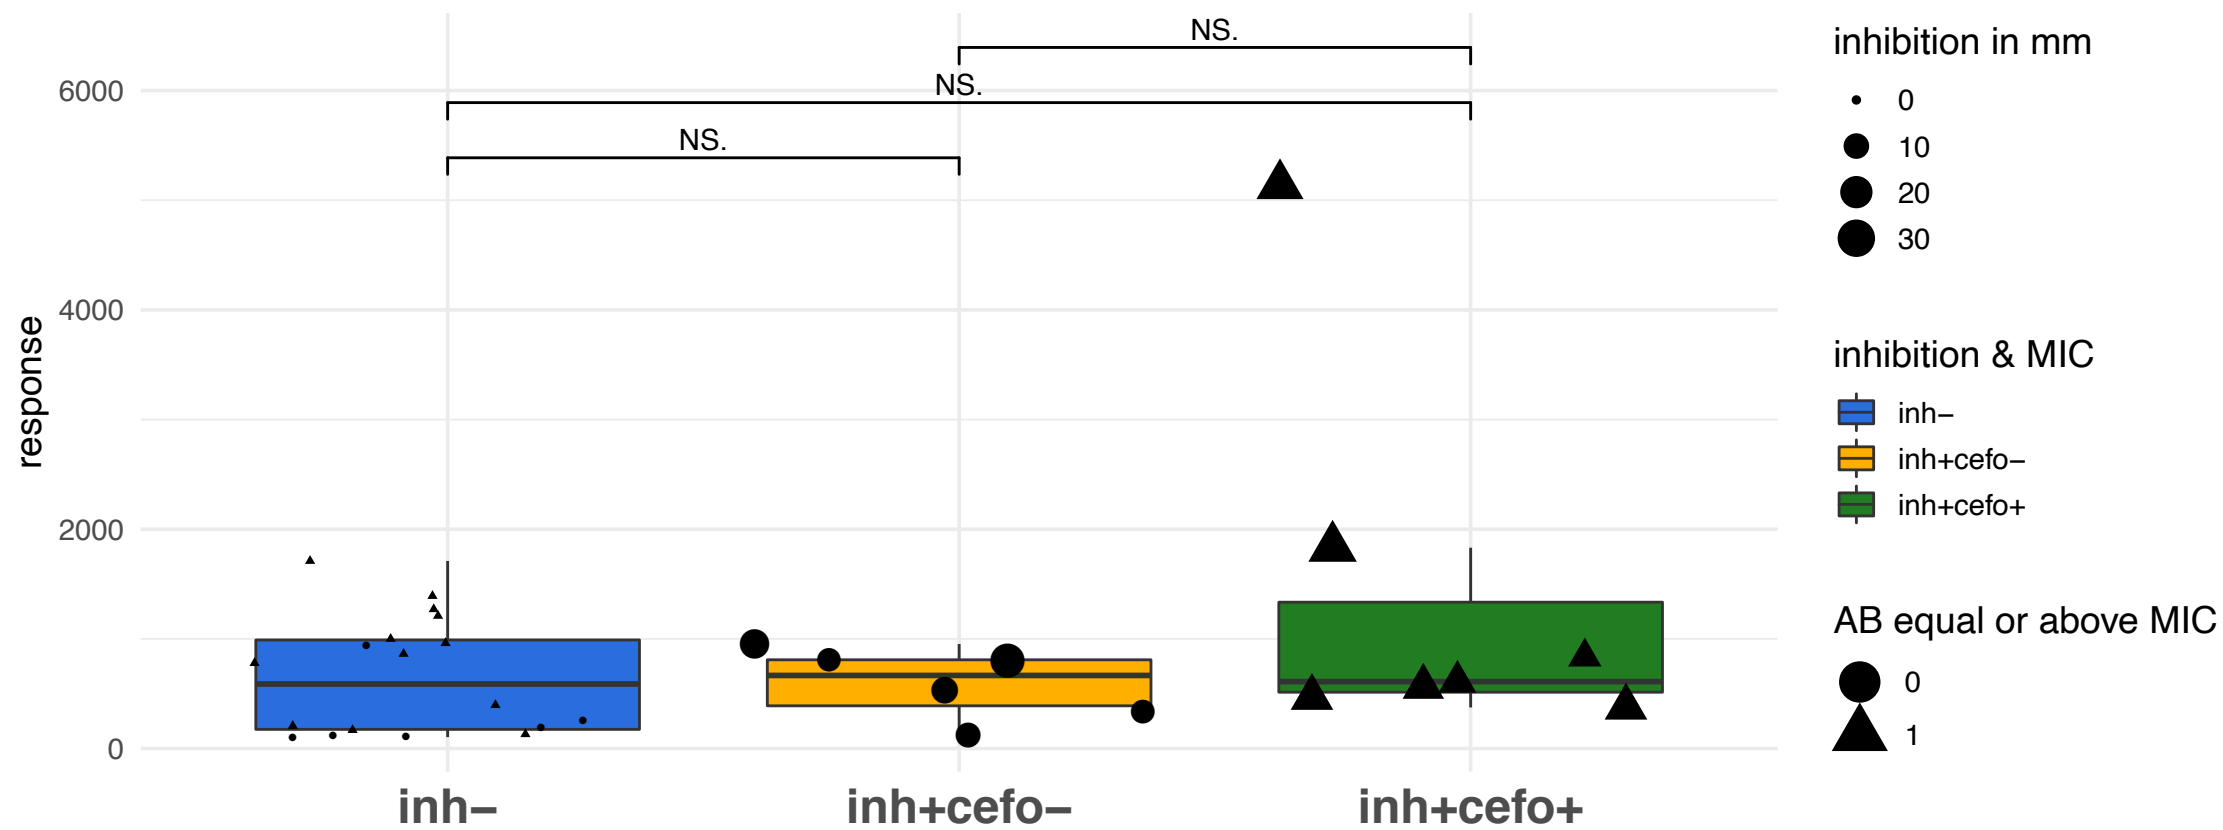 NS.
NS.
NS.
6000
4000
2000
0
response
inh−
inh+cefo−
inh+cefo+
inhibition in mm
0
10
20
30
inhibition & MIC
inh−
inh+cefo−
inh+cefo+
AB equal or above MIC
0
1